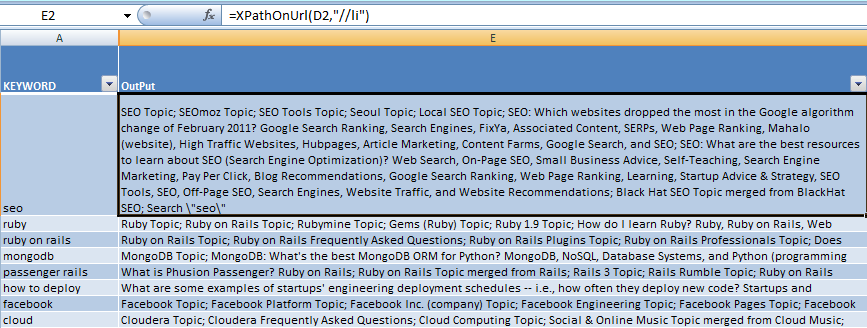 E2
fx
=XPathOnUrl(D2,"//li")
A
E
KEYWORD
OutPut
SEO Topic; SEOmoz Topic; SEO Tools Topic; Seoul Topic; Local SEO Topic; SEO: Which websites dropped the most in the Google algorithm
change of February 2011? Google Search Ranking, Search Engines, FixYa, Associated Content, SERPs, Web Page Ranking, Mahalo
(website), High Traffic Websites, Hubpages, Article Marketing, Content Farms, Google Search, and SEO; SEO: What are the best resources
to learn about SEO (Search Engine Optimization)? Web Search, On-Page SEO, Small Business Advice, Self-Teaching, Search Engine
Marketing, Pay Per Click, Blog Recommendations, Google Search Ranking, Web Page Ranking, Learning, Startup Advice & Strategy, SEO
Tools, SEO, Off-Page SEO, Search Engines, Website Traffic, and Website Recommendations; Black Hat SEO Topic merged from BlackHat
seo
SEO; Search \"seo\"
ruby
Ruby Topic; Ruby on Rails Topic; Rubymine Topic; Gems (Ruby) Topic; Ruby 1.9 Topic; How do I learn Ruby? Ruby, Ruby on Rails, Web
ruby on rails
Ruby on Rails Topic; Ruby on Rails Frequently Asked Questions; Ruby on Rails Plugins Topic; Ruby on Rails Professionals Topic; Does
mongodb
MongoDB Topic; MongoDB: What's the best MongoDB ORM for Python? MongoDB, NoSQL, Database Systems, and Python (programming
passenger rails
What is Phusion Passenger? Ruby on Rails; Ruby on Rails Topic merged from Rails; Rails 3 Topic; Rails Rumble Topic; Ruby on Rails
how to deploy
What are some examples of startups' engineering deployment schedules -- i.e., how often they deploy new code? Startups and
facebook
Facebook Topic; Facebook Platform Topic; Facebook Inc. (company) Topic; Facebook Engineering Topic; Facebook Pages Topic; Facebook
cloud
Cloudera Topic; Cloudera Frequently Asked Questions; Cloud Computing Topic; Social & Online Music Topic merged from Cloud Music;